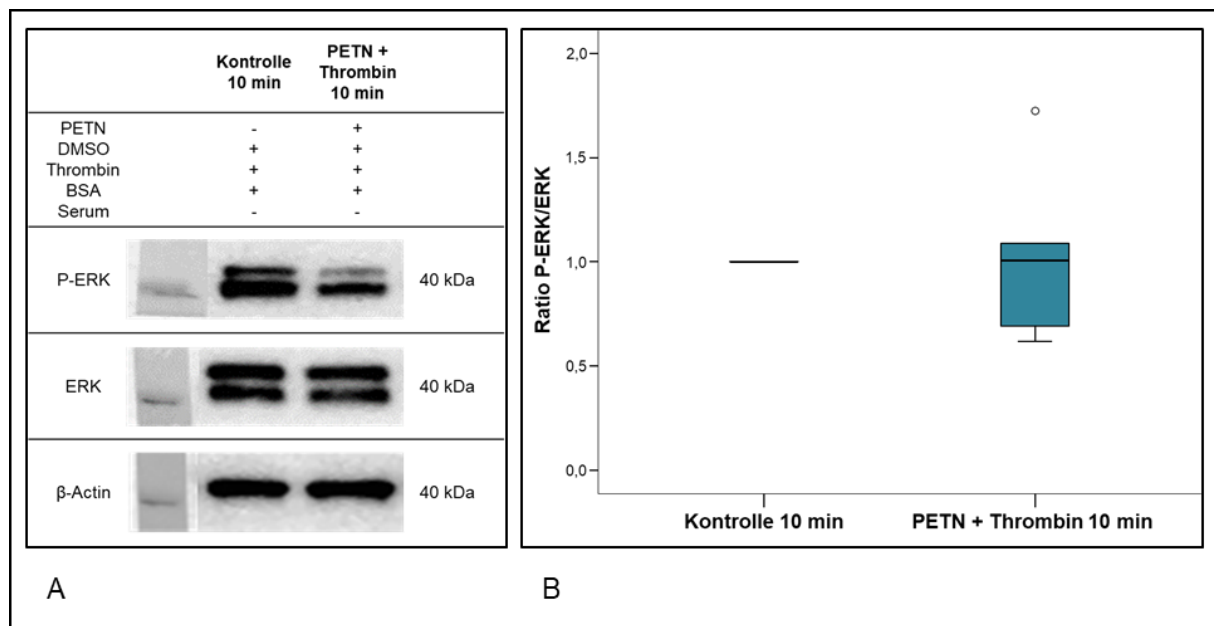 Kontrolle
10 min
PETN +
Thrombin
10 min
PETN - +
DMSO + +
Thrombin + +
BSA + +
Serum - -
P-ERK 40 kDa
ERK 40 kDa
β-Actin 40 kDa
A
Ratio P-ERK/ERK
2,0
1,5
1,0
0,5
0,0
Kontrolle 10 min PETN + Thrombin 10 min
B